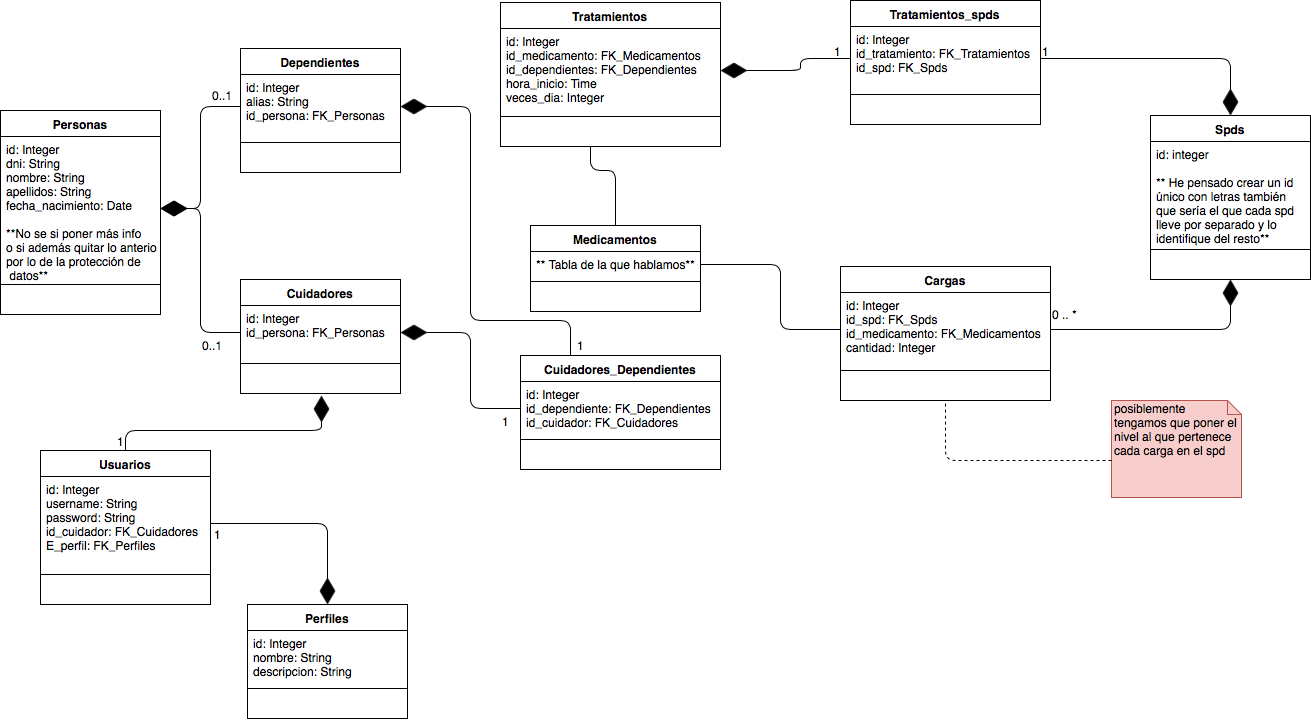 Tratamientos
id: Integer
id_medicamento: FK_Medicamentos
id_dependientes: FK_Dependientes
hora_inicio: Time
veces_dia: Integer
1
Tratamientos_spds
id: Integer
id_tratamiento: FK_Tratamientos
id_spd: FK_Spds
1
Dependientes
id: Integer
alias: String
id_persona: FK_Personas
0..1
Personas
id: Integer
dni: String
nombre: String
apellidos: String
fecha_nacimiento: Date
**No se si poner más info
o si además quitar lo anterio
por lo de la protección de
datos**
Spds
id: integer
** He pensado crear un id
único con letras también
que sería el que cada spd
lleve por separado y lo
identifique del resto**
Medicamentos
** Tabla de la que hablamos**
Cargas
id: Integer
id_spd: FK_Spds
id_medicamento: FK_Medicamentos
cantidad: Integer
0 .. *
Cuidadores
id: Integer
id_persona: FK_Personas
0..1
1
Cuidadores_Dependientes
id: Integer
id_dependiente: FK_Dependientes
id_cuidador: FK_Cuidadores
1
posiblemente
tengamos que poner el
nivel al que pertenece
cada carga en el spd
1
Usuarios
id: Integer
username: String
password: String
id_cuidador: FK_Cuidadores
E_perfil: FK_Perfiles
1
Perfiles
id: Integer
nombre: String
descripcion: String